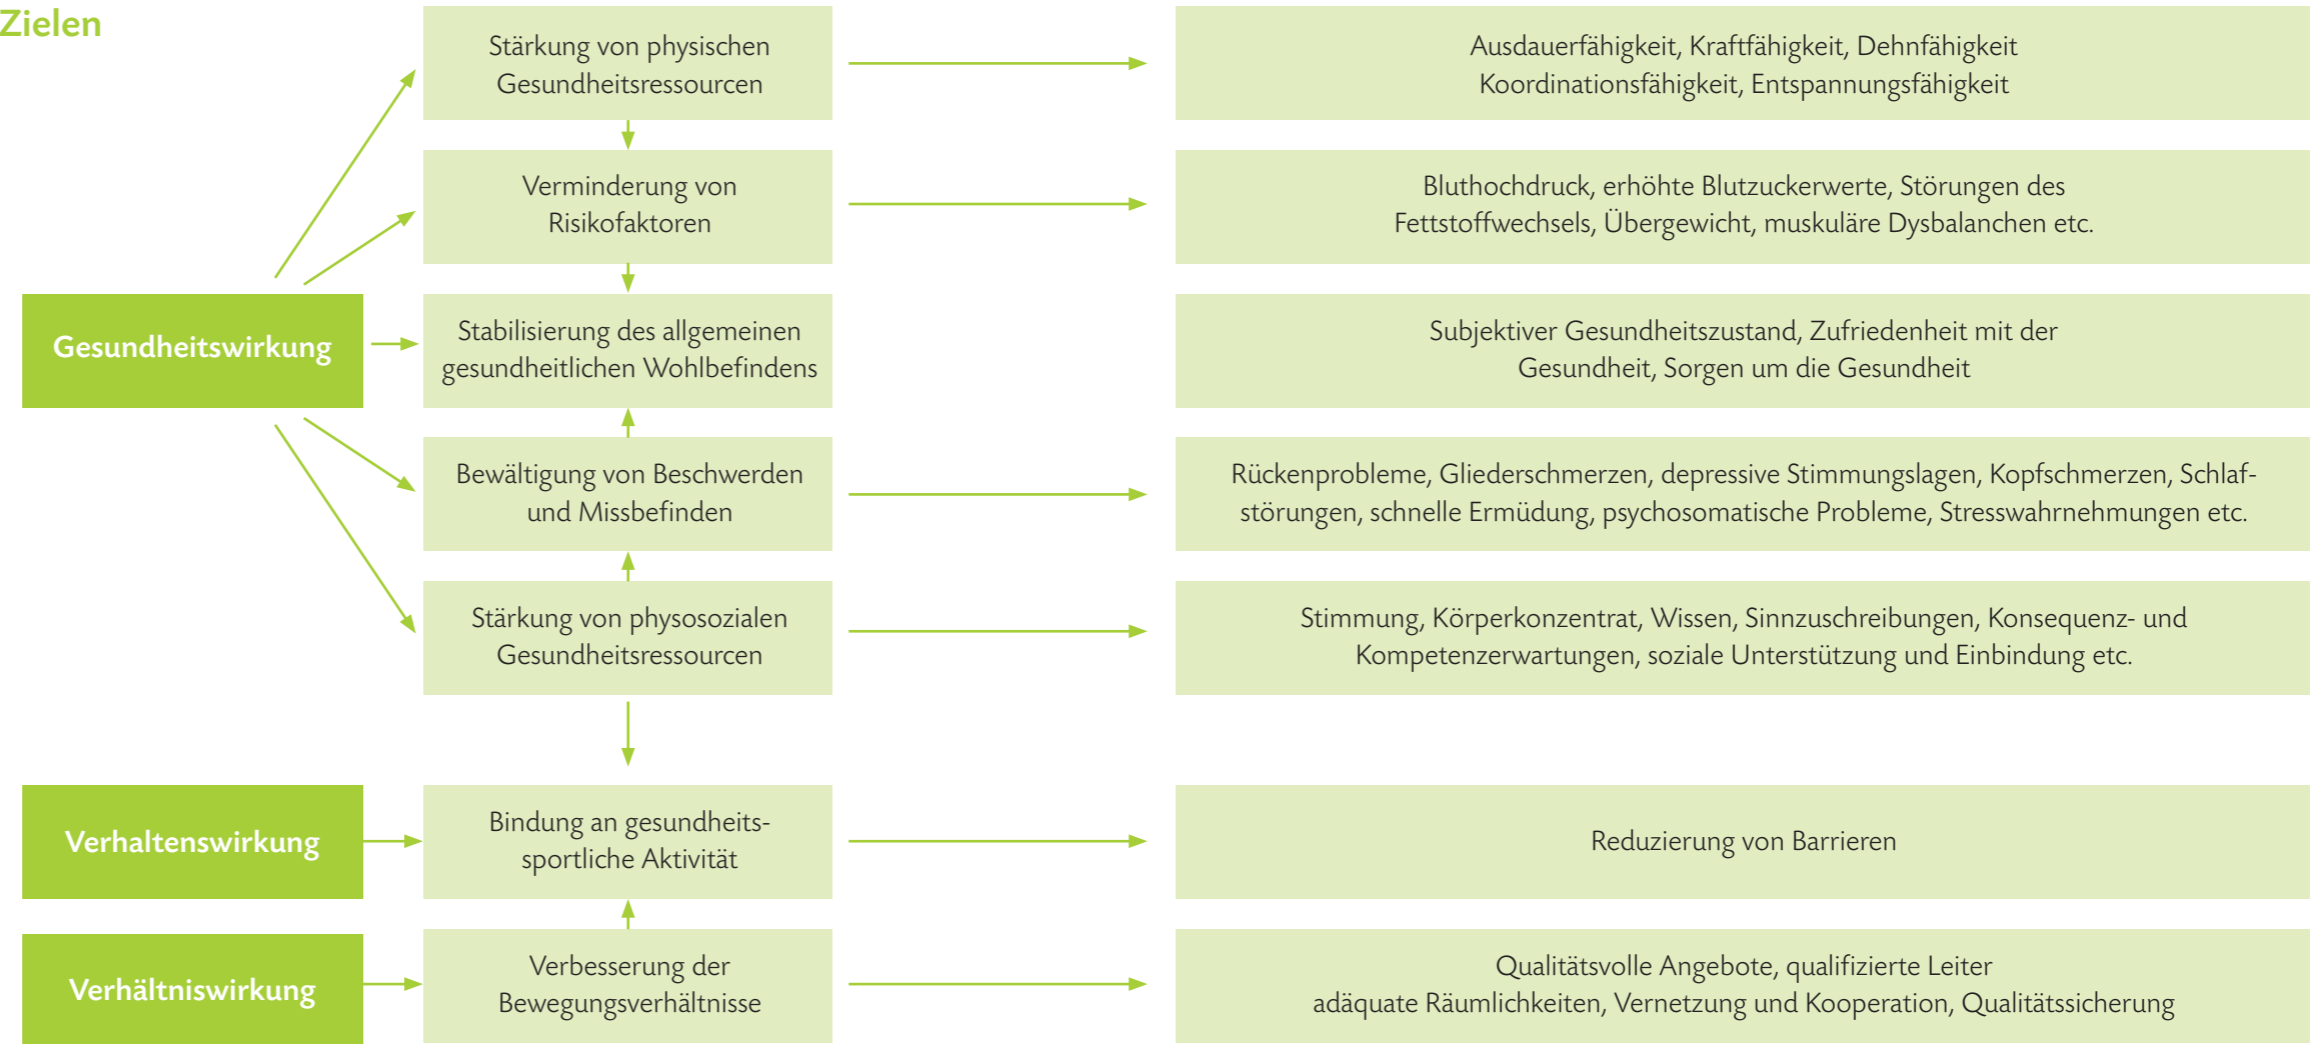 Zielen
Stärkung von physischen
Gesundheitsressourcen
Ausdauerfähigkeit, Kraftfähigkeit, Dehnfähigkeit
Koordinationsfähigkeit, Entspannungsfähigkeit
Verminderung von
Risikofaktoren
Bluthochdruck, erhöhte Blutzuckerwerte, Störungen des
Fettstoffwechsels, Übergewicht, muskuläre Dysbalanchen etc.
Gesundheitswirkung
Stabilisierung des allgemeinen
gesundheitlichen Wohlbefindens
Subjektiver Gesundheitszustand, Zufriedenheit mit der
Gesundheit, Sorgen um die Gesundheit
Bewältigung von Beschwerden
und Missbefinden
Rückenprobleme, Gliederschmerzen, depressive Stimmungslagen, Kopfschmerzen, Schlaf-
störungen, schnelle Ermüdung, psychosomatische Probleme, Stresswahrnehmungen etc.
Stärkung von physosozialen
Gesundheitsressourcen
Stimmung, Körperkonzentrat, Wissen, Sinnzuschreibungen, Konsequenz- und
Kompetenzerwartungen, soziale Unterstützung und Einbindung etc.
Verhaltenswirkung
Bindung an gesundheits-
sportliche Aktivität
Reduzierung von Barrieren
Verhältniswirkung
Verbesserung der
Bewegungsverhältnisse
Qualitätsvolle Angebote, qualifizierte Leiter
adäquate Räumlichkeiten, Vernetzung und Kooperation, Qualitätssicherung